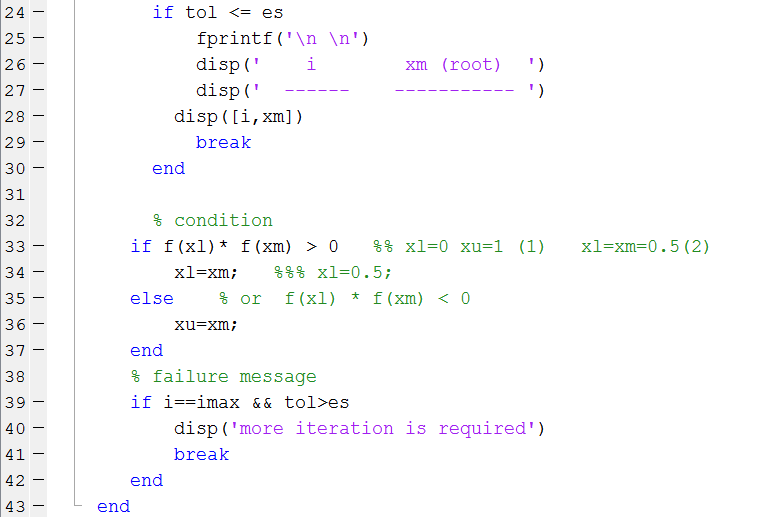 24 –          if tol <= es
25 –              fprintf('\n \n')
26 –              disp('    i        xm (root)  ')
27 –              disp(' ------    ----------- ')
28 –            disp([i,xm])
29 –              break
30 –          end
31
32            % condition
33 –        if f(xl)* f(xm) > 0   %% xl=0 xu=1 (1)   xl=xm=0.5(2)
34 –            xl=xm;   %%% xl=0.5;
35 –        else    % or  f(xl) * f(xm) < 0
36 –            xu=xm;
37 –        end
38          % failure message
39 –        if i==imax && tol>es
40 –            disp('more iteration is required')
41 –            break
42 –        end
43 –     end